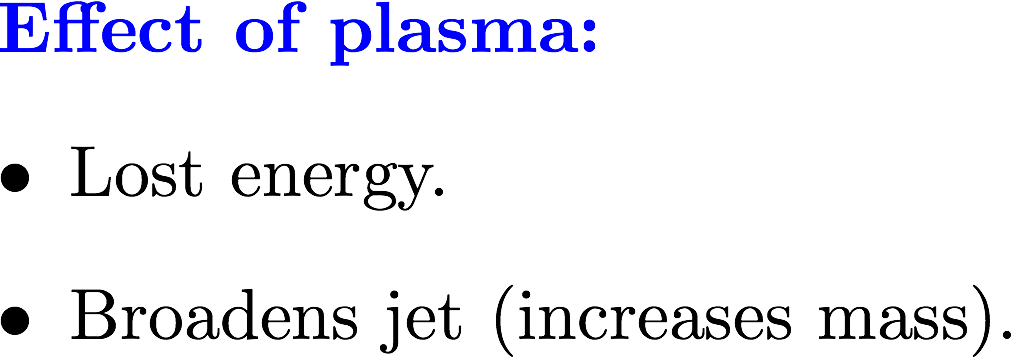 Effect of plasma:
• Lost energy.
• Broadens jet (increases mass).